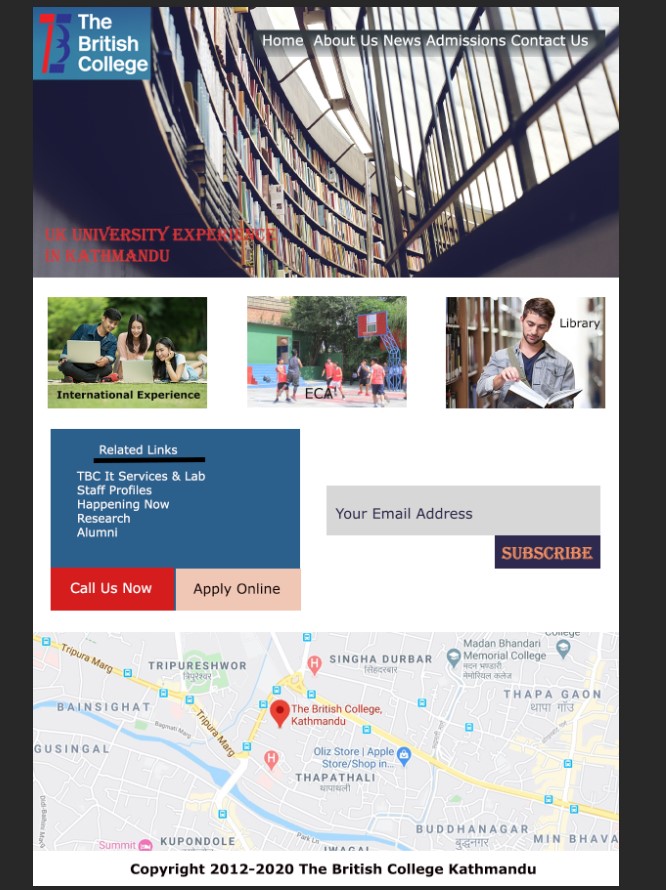 The
British
College
Home About Us News Admissions Contact Us
UK UNIVERSITY EXPERIENCE
IN KATHMANDU
International Experience
ECA
Library
Related Links
TBC It Services & Lab
Staff Profiles
Happening Now
Research
Alumni
Your Email Address
SUBSCRIBE
Call Us Now
Apply Online
College
Tripura Marg
Madan Bhandari
Memorial College
मदन भण्डारी
मेमोरियल कलेज
TRIPURESHWOR
त्रिपुरेश्वर
SINGHA DURBAR
सिंहदरबार
THAPA GAON
थापा गाँउ
BAINSIGHAT
The British College,
Kathmandu
Tripura Marg
Bagmati Marg
GUSINGAL
Oliz Store | Apple
Store/Shop in...
THAPATHALI
थापाथली
BUDDHANAGAR
बुद्धनगर
MIN BHAVA
Park Ln
KUPONDOLE
Summit
Copyright 2012-2020 The British College Kathmandu